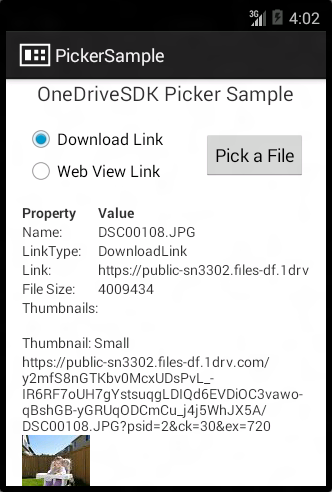 3G 4:02
PickerSample
OneDriveSDK Picker Sample
Download Link
Web View Link
Pick a File
Property Value
Name: DSC00108.JPG
LinkType: DownloadLink
Link: https://public-sn3302.files-df.1drv
File Size: 4009434
Thumbnails:
Thumbnail: Small
https://public-sn3302.files-df.1drv.com/
y2mfS8nGTKbv0McxUDsPvL_-
IR6RF7oUH7gYstsuqgLDIQd6EVDiOC3vawo-
qBshGB-yGRUqODCmCu_j4j5WhJX5A/
DSC00108.JPG?psid=2&ck=30&ex=720